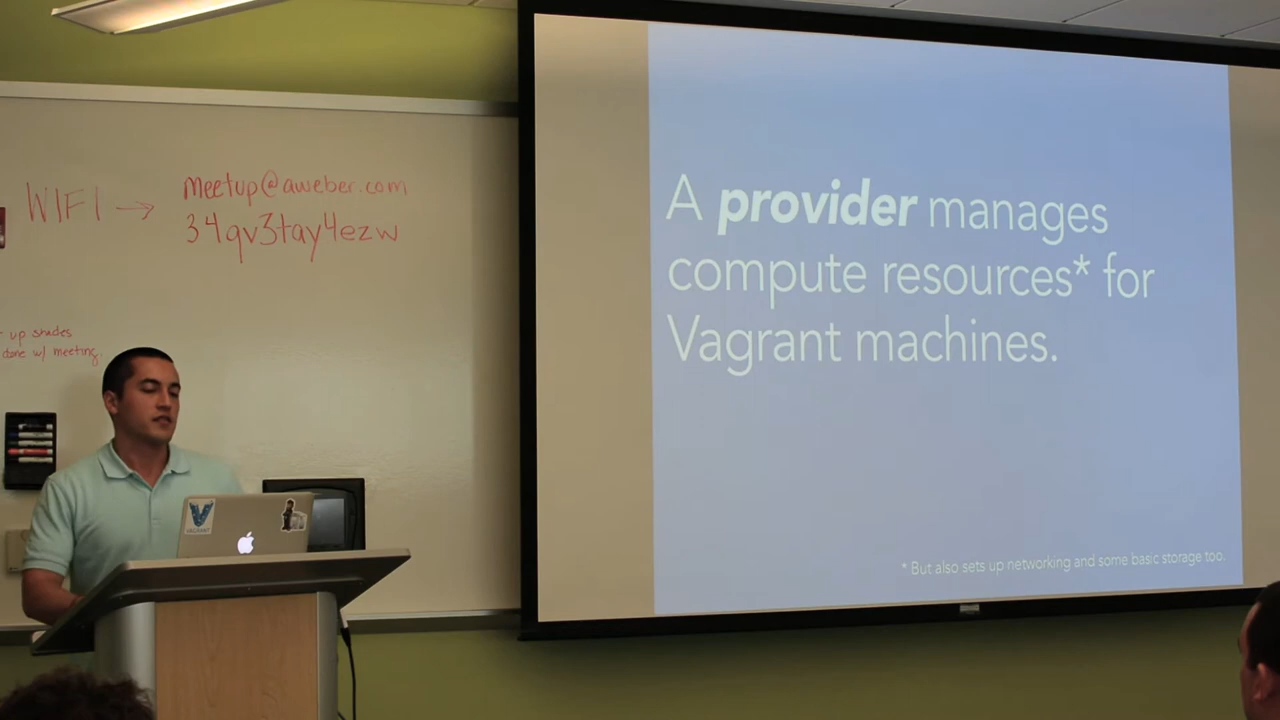 WIFI → meetup@aweber.com
34qv3tay4ezw
up shades
done w/ meeting.
VAGRANT
A provider manages
compute resources* for
Vagrant machines.
* But also sets up networking and some basic storage too.